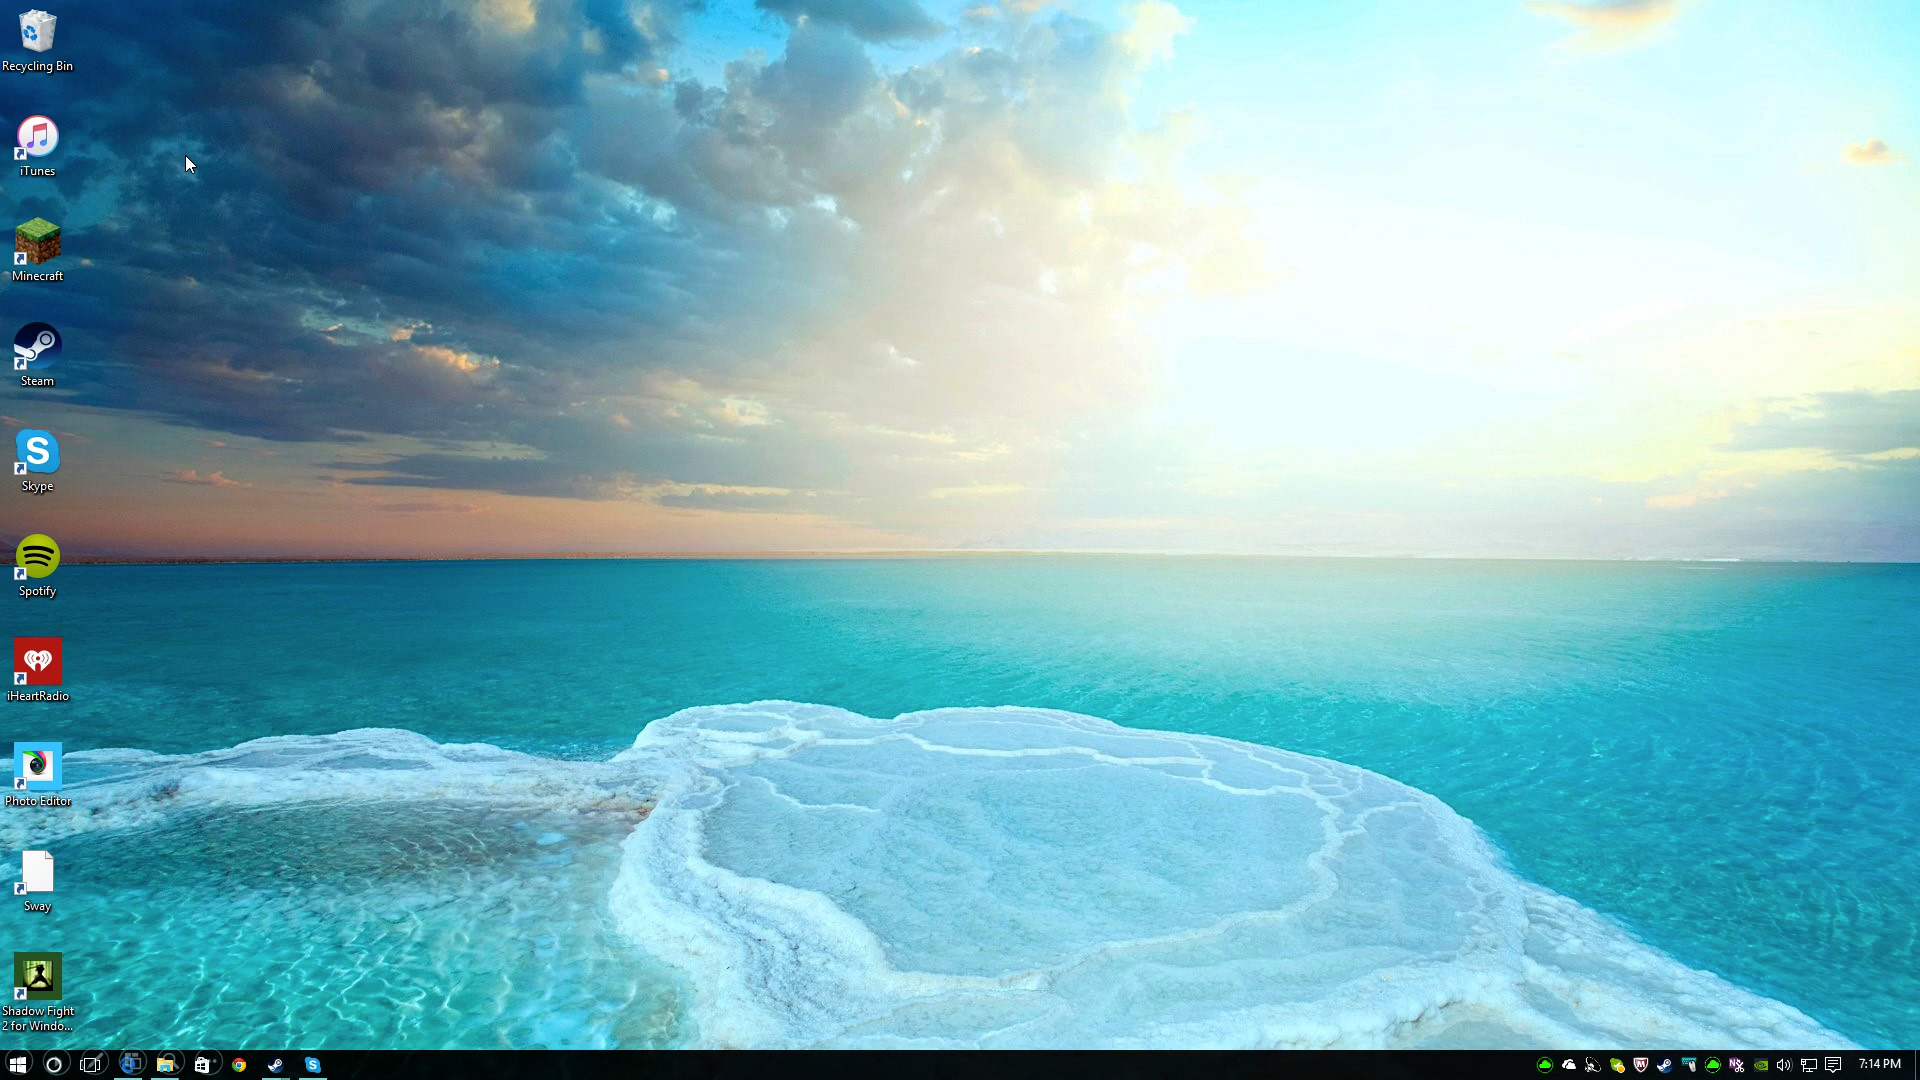 Recycling Bin
iTunes
Minecraft
Steam
S
Skype
Spotify
iHeartRadio
Photo Editor
Sway
Shadow Fight
2 for Windo...
7:14 PM